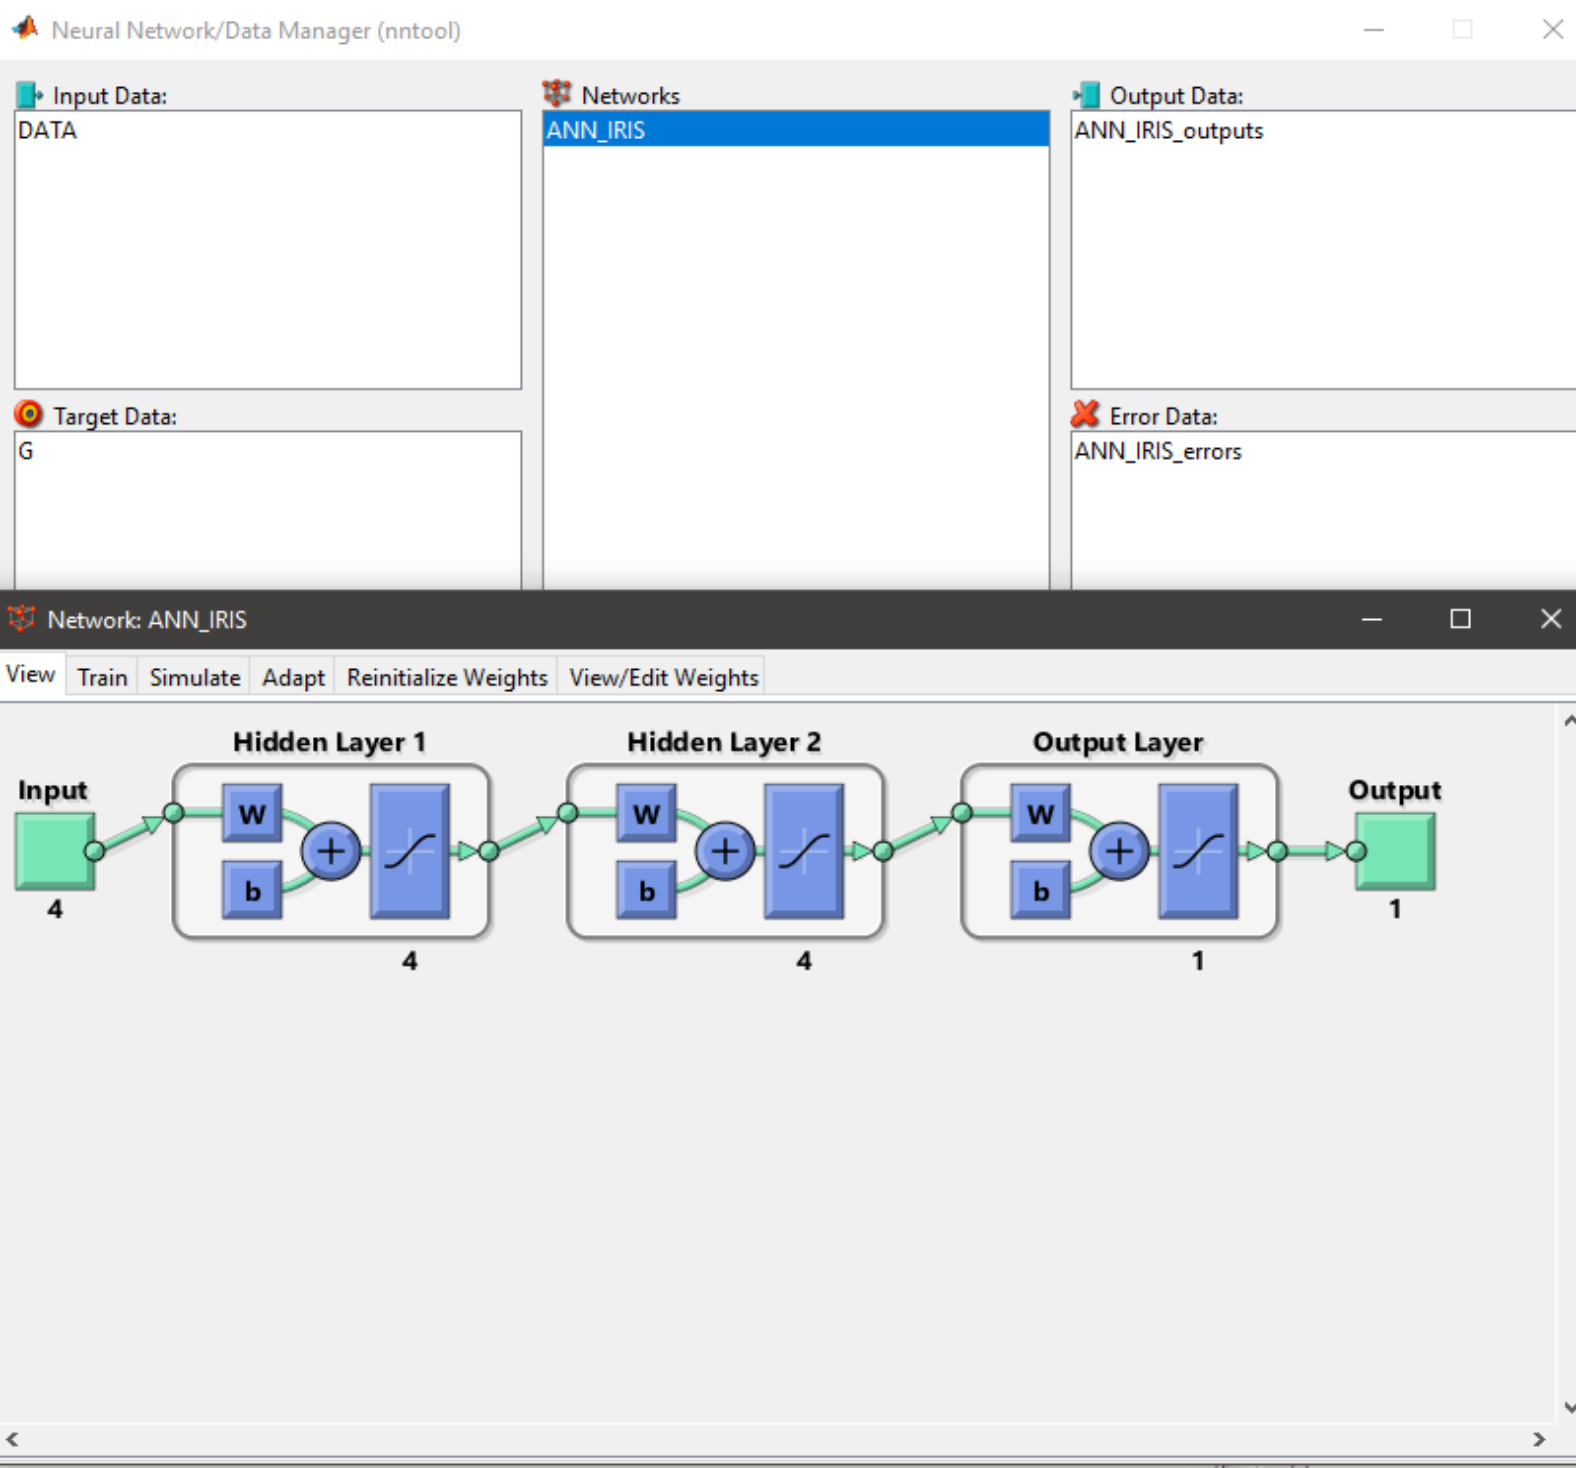 Neural Network/Data Manager (nntool)
Input Data:
DATA
Networks
ANN_IRIS
Output Data:
ANN_IRIS_outputs
Target Data:
G
Error Data:
ANN_IRIS_errors
Network: ANN_IRIS
View Train Simulate Adapt Reinitialize Weights View/Edit Weights
Hidden Layer 1 Hidden Layer 2 Output Layer
Input Output
W W W
b b b
4 1
4 4 1